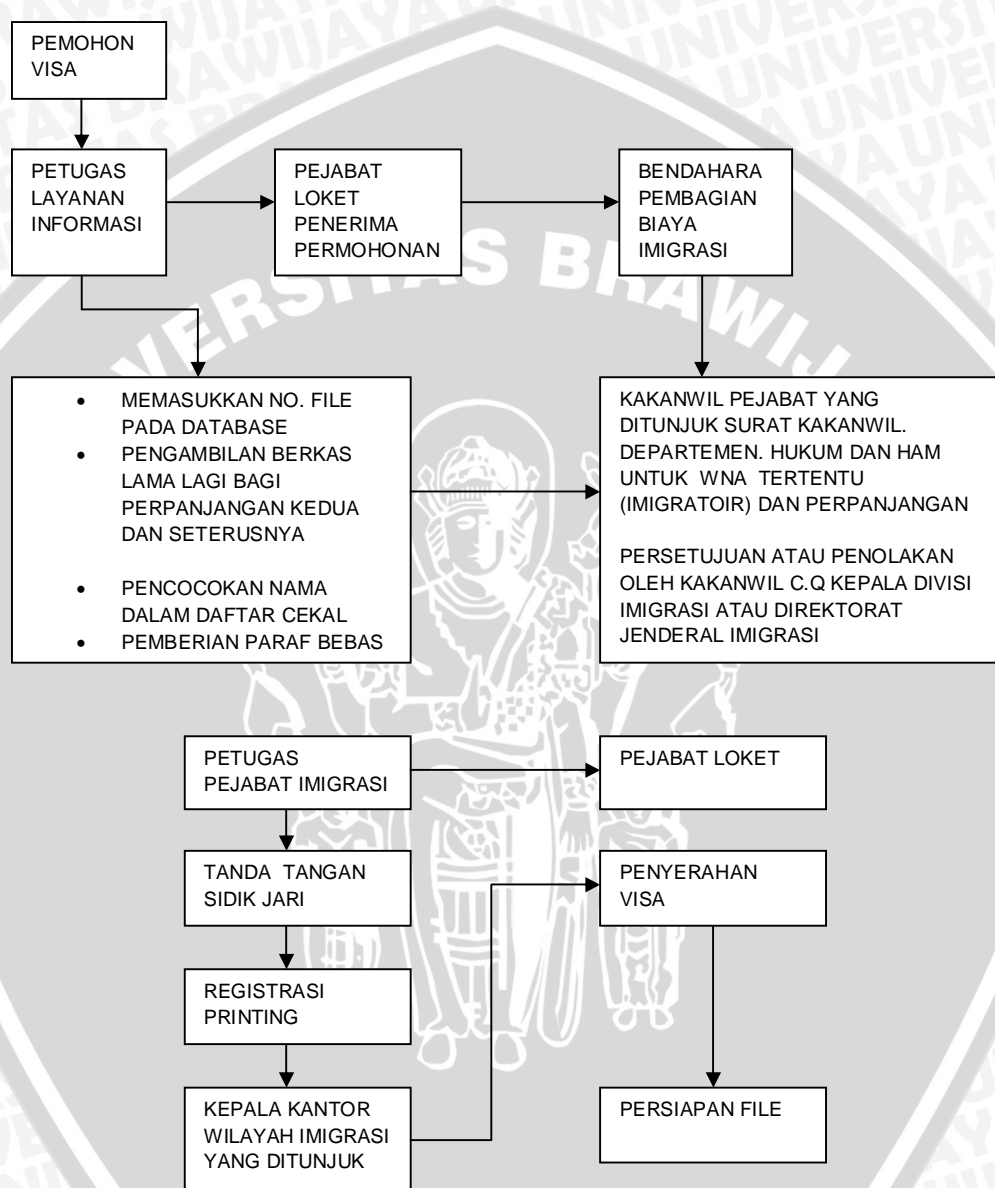 PEMOHON
VISA
PETUGAS
LAYANAN
INFORMASI
PEJABAT
LOKET
PENERIMA
PERMOHONAN
BENDAHARA
PEMBAGIAN
BIAYA
IMIGRASI
• MEMASUKKAN NO. FILE
PADA DATABASE
• PENGAMBILAN BERKAS
LAMA LAGI BAGI
PERPANJANGAN KEDUA
DAN SETERUSNYA
• PENCOCOKAN NAMA
DALAM DAFTAR CEKAL
• PEMBERIAN PARAF BEBAS
KAKANWIL PEJABAT YANG
DITUNJUK SURAT KAKANWIL.
DEPARTEMEN. HUKUM DAN HAM
UNTUK WNA TERTENTU
(IMIGRATOIR) DAN PERPANJANGAN
PERSETUJUAN ATAU PENOLAKAN
OLEH KAKANWIL C.Q KEPALA DIVISI
IMIGRASI ATAU DIREKTORAT
JENDERAL IMIGRASI
PETUGAS
PEJABAT IMIGRASI
PEJABAT LOKET
TANDA TANGAN
SIDIK JARI
PENYERAHAN
VISA
REGISTRASI
PRINTING
KEPALA KANTOR
WILAYAH IMIGRASI
YANG DITUNJUK
PERSIAPAN FILE